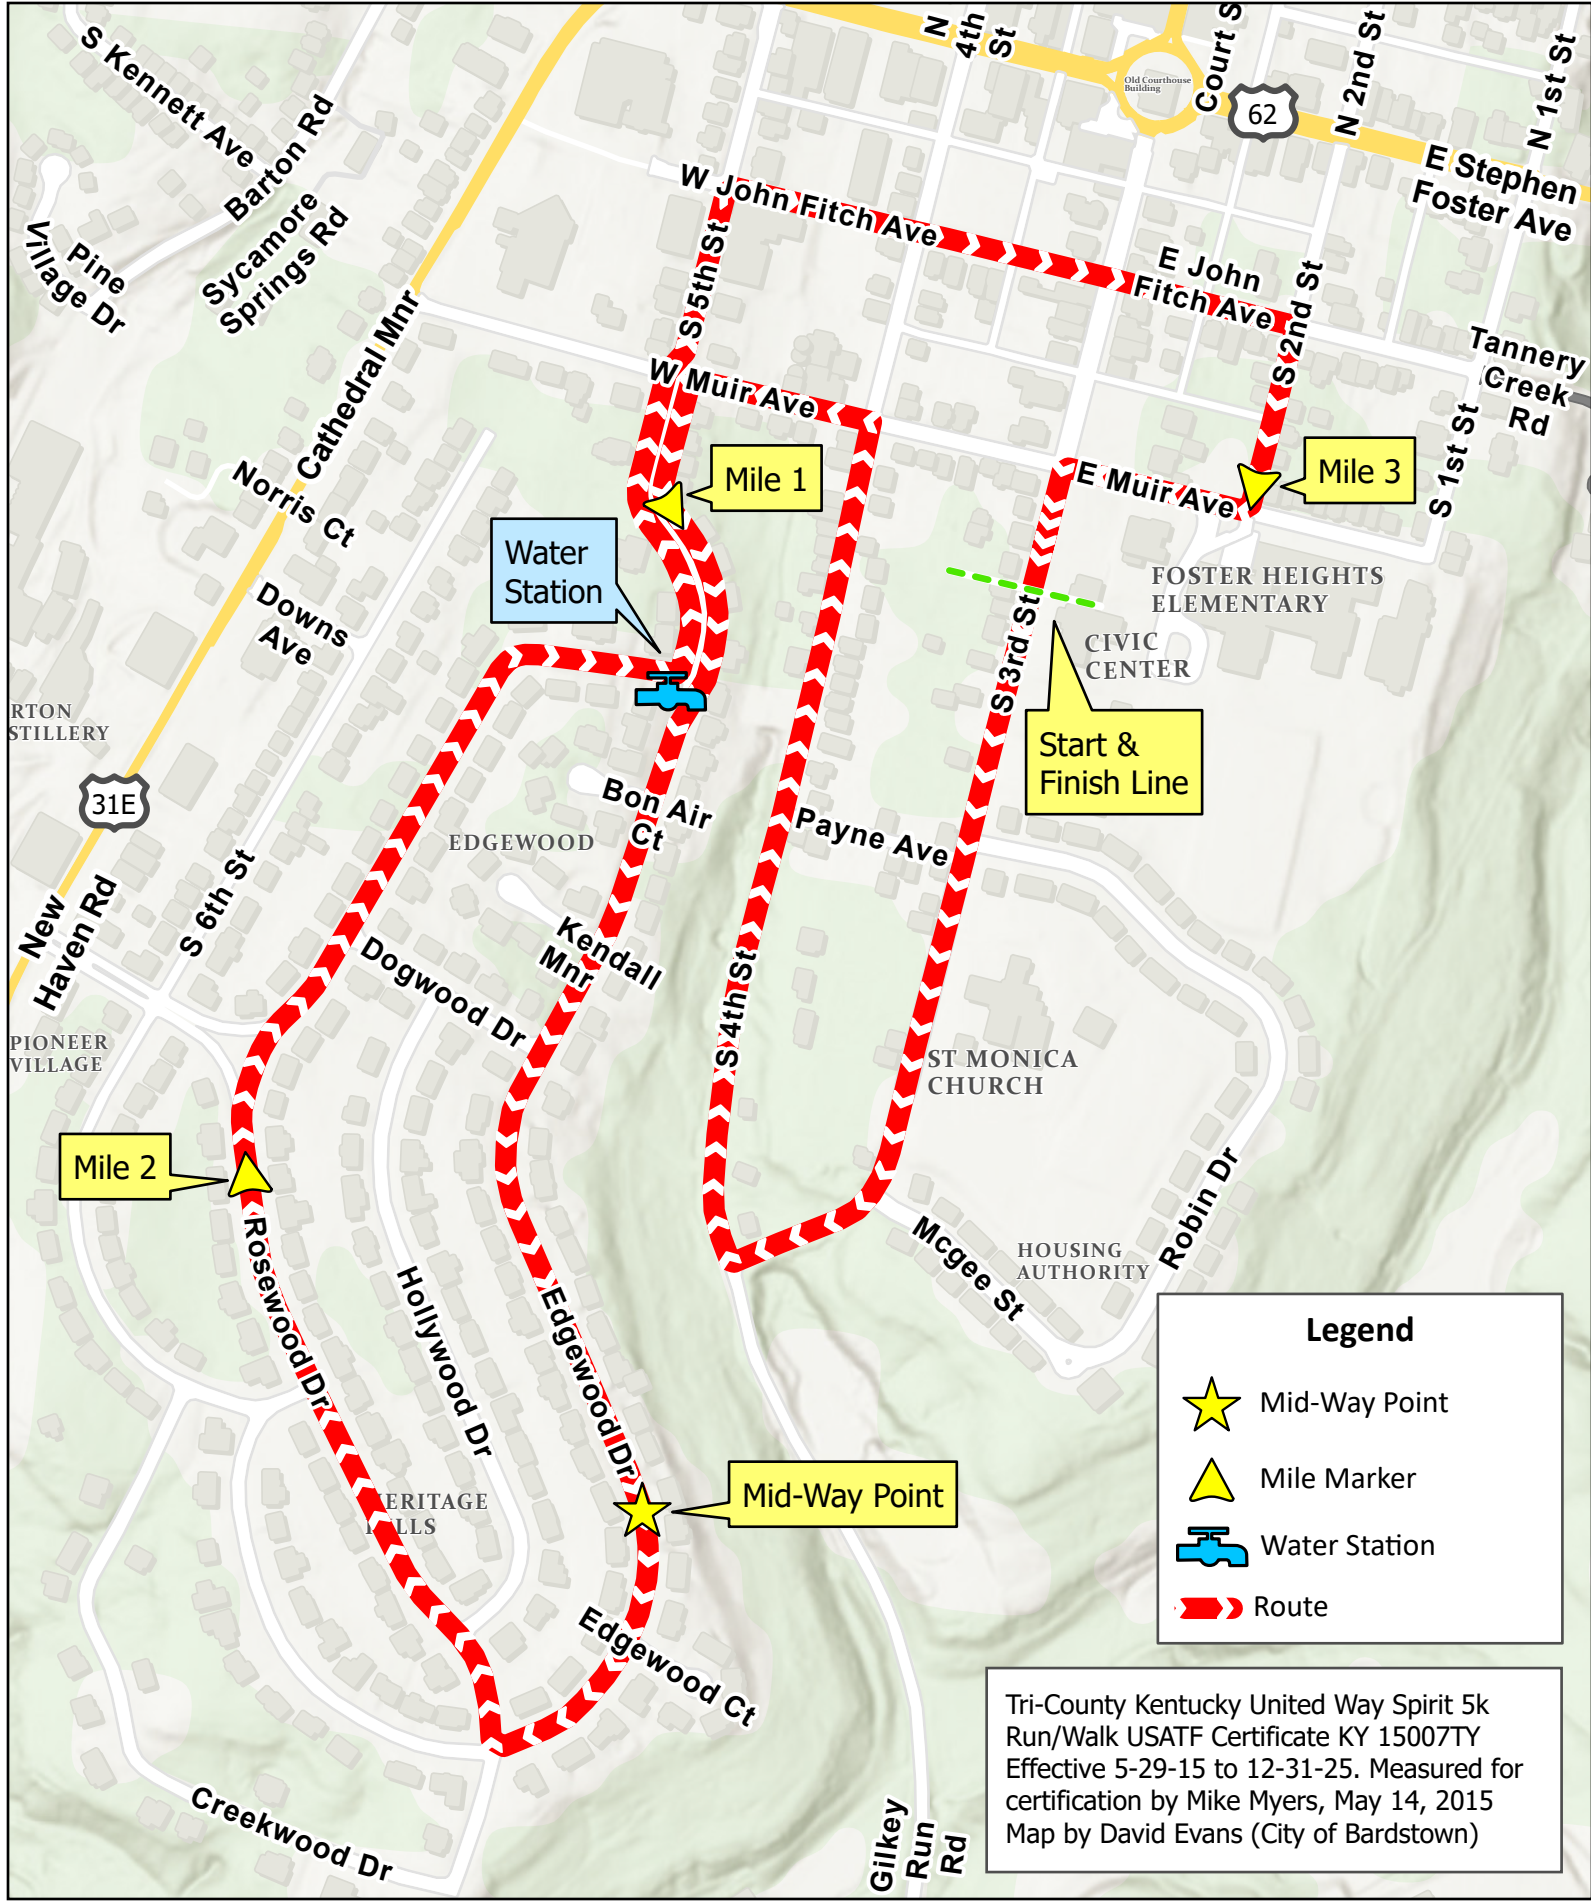 N
4th
St
Court S
N 2nd St
N 1st St
S Kennett Ave
Old Courthouse
Building
62
Barton Rd
E Stephen
Foster Ave
W John Fitch Ave
Sycamore
Springs Rd
Pine
Village Dr
E John
Fitch Ave
S 5th St
S 2nd St
Cathedral Mnr
Tannery
Creek
Rd
W Muir Ave
S 1st St
Mile 1
Mile 3
E Muir Ave
Norris Ct
Water
Station
FOSTER HEIGHTS
ELEMENTARY
Downs
Ave
CIVIC
CENTER
S 3rd St
RTON
STILLERY
Start &
Finish Line
31E
Bon Air
Ct
Payne Ave
EDGEWOOD
New
Haven Rd
S 6th St
Kendall
Mnr
Dogwood Dr
S 4th St
PIONEER
VILLAGE
ST MONICA
CHURCH
Mile 2
Robin Dr
Rosewood Dr
Mcgee St
HOUSING
AUTHORITY
Hollywood Dr
Edgewood Dr
Legend
Mid-Way Point
Mile Marker
Water Station
Route
Mid-Way Point
ERITAGE
LLS
Edgewood Ct
Creekwood Dr
Gilkey
Run
Rd
Tri-County Kentucky United Way Spirit 5k
Run/Walk USATF Certificate KY 15007TY
Effective 5-29-15 to 12-31-25. Measured for
certification by Mike Myers, May 14, 2015
Map by David Evans (City of Bardstown)